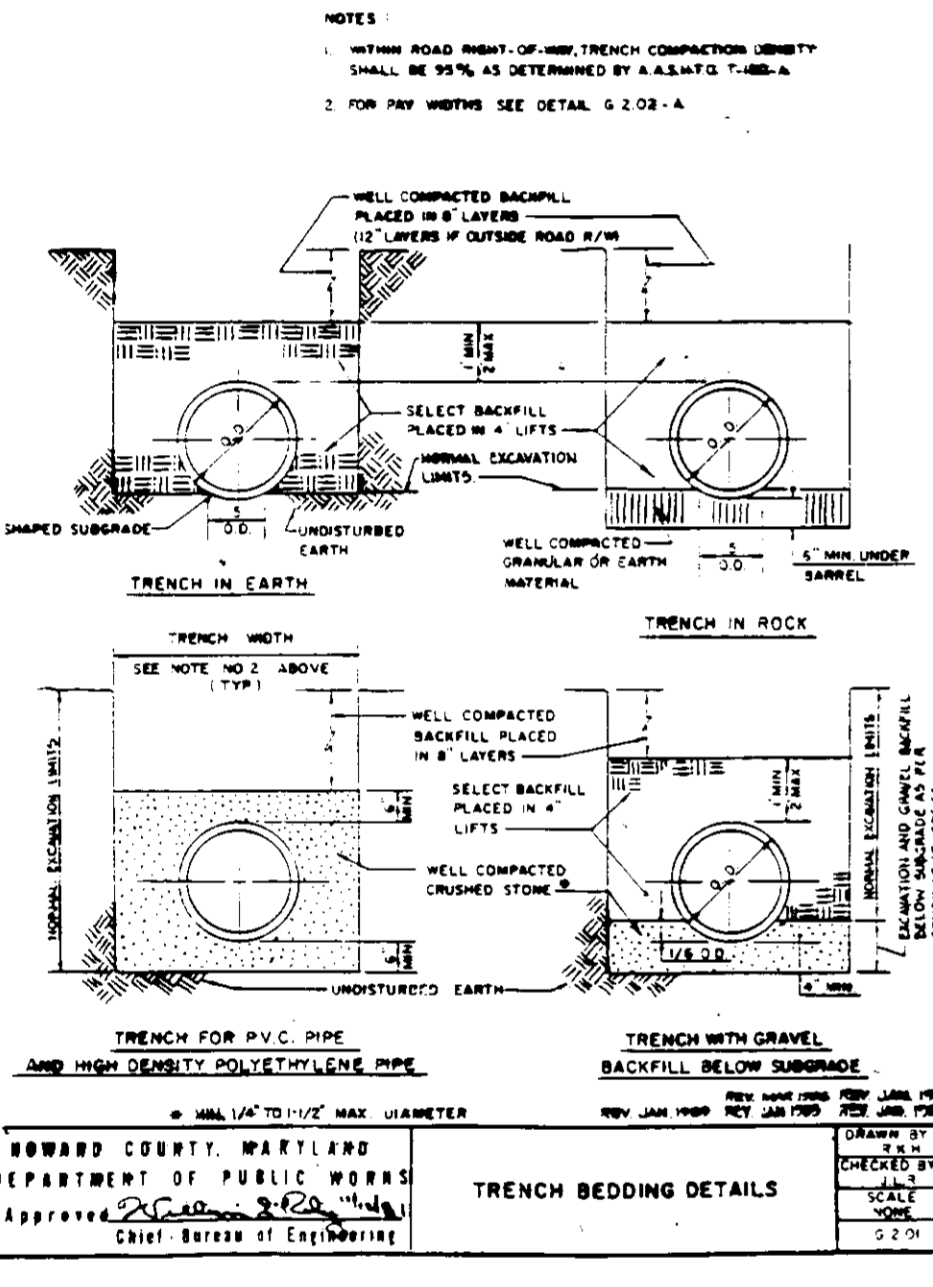 NOTES :
1. WITHIN ROAD RIGHT-OF-WAY, TRENCH COMPACTION DENSITY
SHALL BE 95% AS DETERMINED BY A.A.S.H.T.O.
2. FOR PAY WIDTHS SEE DETAIL G 2.02-A
WELL COMPACTED BACKFILL
PLACED IN 8" LAYERS
(12" LAYERS IF OUTSIDE ROAD R/W)
1' MIN
2' MAX
O.D.
O.D.
SELECT BACKFILL
PLACED IN 4" LIFTS
NORMAL EXCAVATION
LIMITS.
SHAPED SUBGRADE
5
O.D.
UNDISTURBED
EARTH
WELL COMPACTED
GRANULAR OR EARTH
MATERIAL
5
O.D.
6" MIN. UNDER
BARREL
TRENCH IN EARTH
TRENCH IN ROCK
TRENCH WIDTH
SEE NOTE NO. 2 ABOVE
(TYP.)
WELL COMPACTED
BACKFILL PLACED
IN 8" LAYERS
SELECT BACKFILL
PLACED IN 4"
LIFTS
WELL COMPACTED
CRUSHED STONE *
NORMAL EXCAVATION LIMITS
6" MIN
6" MIN
1' MIN
2' MAX
O.D.
NORMAL EXCAVATION LIMITS
EXCAVATION AND GRAVEL BACKFILL
BELOW SUBGRADE AS PER
1/6 O.D.
4" MIN
UNDISTURBED EARTH
TRENCH FOR P.V.C. PIPE
AND HIGH DENSITY POLYETHYLENE PIPE
TRENCH WITH GRAVEL
BACKFILL BELOW SUBGRADE
* MIN. 1/4" TO 1-1/2" MAX. DIAMETER
REV. JAN. 1989 REV. JAN 1985
HOWARD COUNTY, MARYLAND
DEPARTMENT OF PUBLIC WORKS
Approved
Chief - Bureau of Engineering
TRENCH BEDDING DETAILS
DRAWN BY
R K H
CHECKED BY
J L R
SCALE
NONE
G 2.01